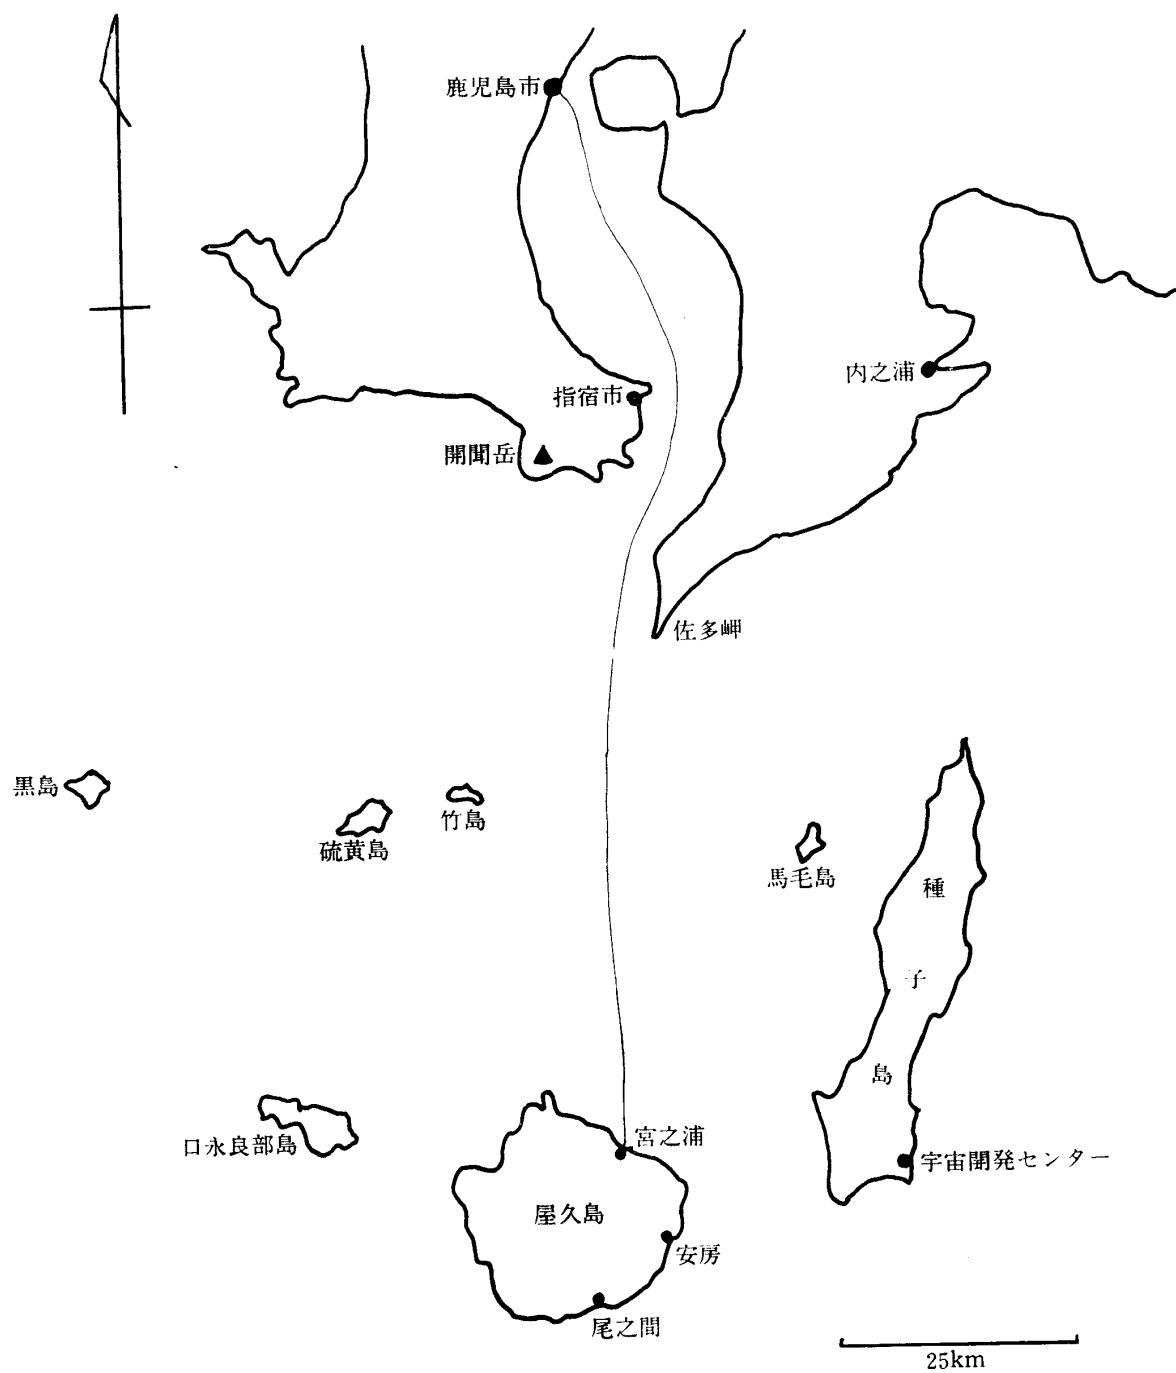 鹿児島市
内之浦
指宿市
開聞岳
佐多岬
黒島
竹島
硫黄島
馬毛島
種子島
口永良部島
宮之浦
宇宙開発センター
屋久島
安房
尾之間
25km